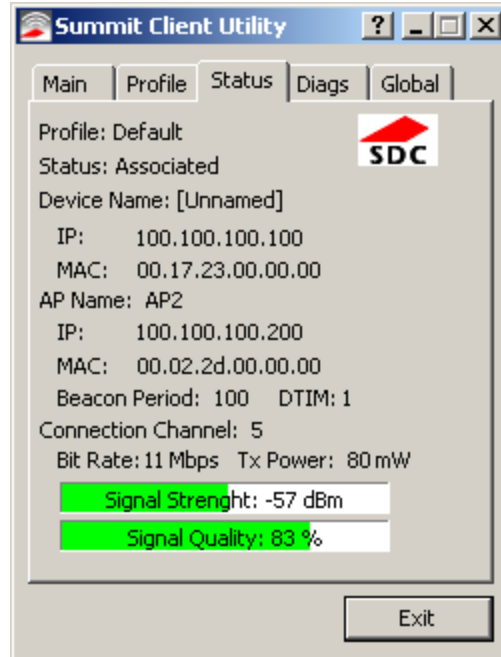 Summit Client Utility
Main Profile Status Diags Global
Profile: Default
SDC
Status: Associated
Device Name: [Unnamed]
IP: 100.100.100.100
MAC: 00.17.23.00.00.00
AP Name: AP2
IP: 100.100.100.200
MAC: 00.02.2d.00.00.00
Beacon Period: 100 DTIM: 1
Connection Channel: 5
Bit Rate: 11 Mbps Tx Power: 80 mW
Signal Strenght: -57 dBm
Signal Quality: 83 %
Exit